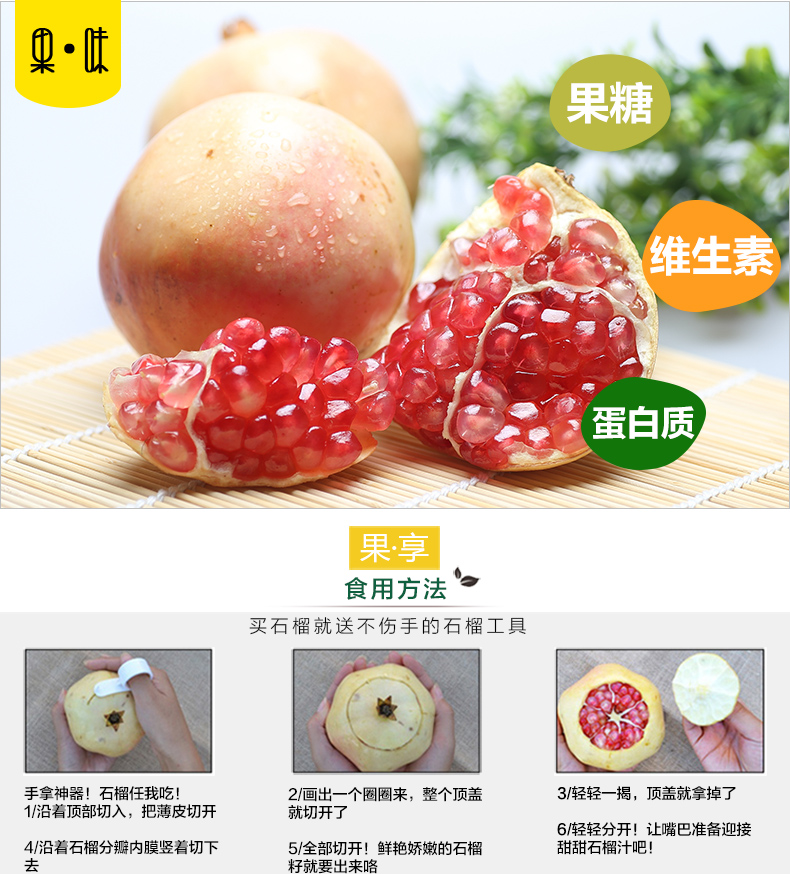 果·味
果糖
维生素
蛋白质
果·享
食用方法
买石榴就送不伤手的石榴工具
手拿神器！石榴任我吃！
1/沿着顶部切入，把薄皮切开
2/画出一个圈圈来，整个顶盖
就切开了
3/轻轻一揭，顶盖就拿掉了
4/沿着石榴分瓣内膜竖着切下
去
5/全部切开！鲜艳娇嫩的石榴
籽就要出来咯
6/轻轻分开！让嘴巴准备迎接
甜甜石榴汁吧！